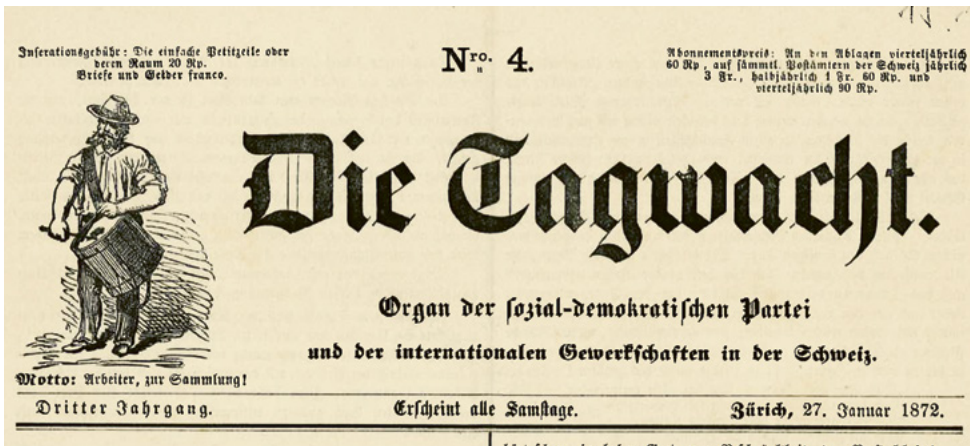 Inserationsgebühr: Die einfache Petitzeile oder
deren Raum 20 Rp.
Briefe und Gelder franco.
Nro. 4.
Abonnementspreis: An den Ablagen vierteljährlich
60 Rp., auf sämmtl. Postämtern der Schweiz jährlich
3 Fr., halbjährlich 1 Fr. 60 Rp. und
vierteljährlich 90 Rp.
Die Tagwacht.
Organ der sozial-demokratischen Partei
und der internationalen Gewerkschaften in der Schweiz.
Motto: Arbeiter, zur Sammlung!
Dritter Jahrgang.
Erscheint alle Samstage.
Zürich, 27. Januar 1872.